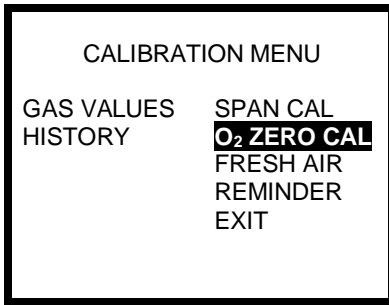 CALIBRATION MENU
GAS VALUES SPAN CAL
HISTORY O₂ ZERO CAL
FRESH AIR
REMINDER
EXIT